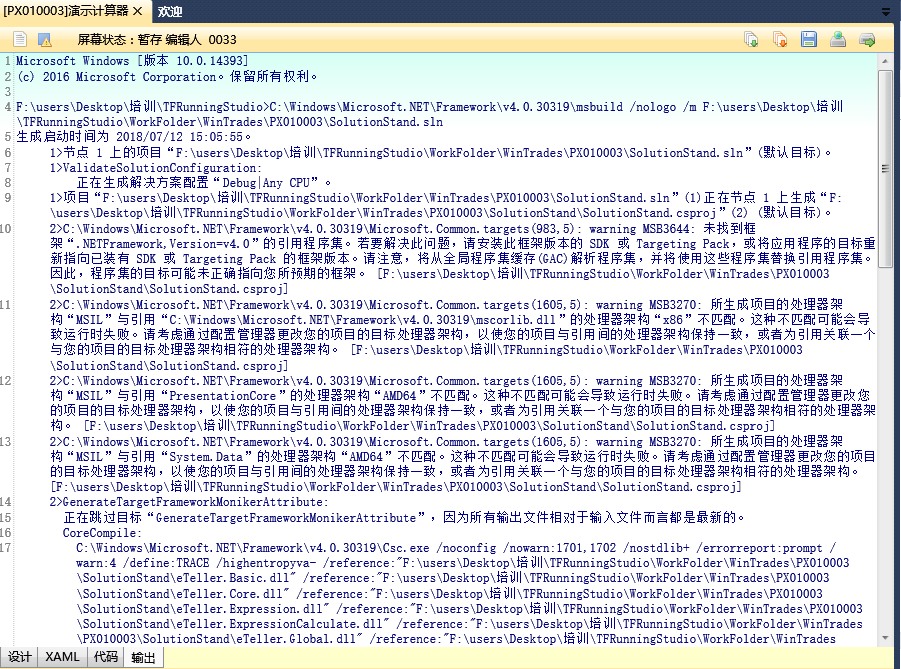 [PX010003]演示计算器 ×
欢迎
屏幕状态：暂存 编辑人 0033
1 Microsoft Windows [版本 10.0.14393]
2 (c) 2016 Microsoft Corporation。保留所有权利。
3
4 F:\users\Desktop\培训\TFRunningStudio>C:\Windows\Microsoft.NET\Framework\v4.0.30319\msbuild /nologo /m F:\users\Desktop\培训
\TFRunningStudio\WorkFolder\WinTrades\PX010003\SolutionStand.sln
5 生成启动时间为 2018/07/12 15:05:55。
6 1>节点 1 上的项目“F:\users\Desktop\培训\TFRunningStudio\WorkFolder\WinTrades\PX010003\SolutionStand.sln”(默认目标)。
7 1>ValidateSolutionConfiguration:
8 正在生成解决方案配置“Debug|Any CPU”。
9 1>项目“F:\users\Desktop\培训\TFRunningStudio\WorkFolder\WinTrades\PX010003\SolutionStand.sln”(1)正在节点 1 上生成“F:
\users\Desktop\培训\TFRunningStudio\WorkFolder\WinTrades\PX010003\SolutionStand\SolutionStand.csproj”(2) (默认目标)。
10 2>C:\Windows\Microsoft.NET\Framework\v4.0.30319\Microsoft.Common.targets(983,5): warning MSB3644: 未找到框
架“.NETFramework,Version=v4.0”的引用程序集。若要解决此问题，请安装此框架版本的 SDK 或 Targeting Pack，或将应用程序的目标重
新指向已装有 SDK 或 Targeting Pack 的框架版本。请注意，将从全局程序集缓存(GAC)解析程序集，并将使用这些程序集替换引用程序集。
因此，程序集的目标可能未正确指向您所预期的框架。 [F:\users\Desktop\培训\TFRunningStudio\WorkFolder\WinTrades\PX010003
\SolutionStand\SolutionStand.csproj]
11 2>C:\Windows\Microsoft.NET\Framework\v4.0.30319\Microsoft.Common.targets(1605,5): warning MSB3270: 所生成项目的处理器架
构“MSIL”与引用“C:\Windows\Microsoft.NET\Framework\v4.0.30319\mscorlib.dll”的处理器架构“x86”不匹配。这种不匹配可能会导
致运行时失败。请考虑通过配置管理器更改您的项目的目标处理器架构，以使您的项目与引用间的处理器架构保持一致，或者为引用关联一个
与您的项目的目标处理器架构相符的处理器架构。 [F:\users\Desktop\培训\TFRunningStudio\WorkFolder\WinTrades\PX010003
\SolutionStand\SolutionStand.csproj]
12 2>C:\Windows\Microsoft.NET\Framework\v4.0.30319\Microsoft.Common.targets(1605,5): warning MSB3270: 所生成项目的处理器架
构“MSIL”与引用“PresentationCore”的处理器架构“AMD64”不匹配。这种不匹配可能会导致运行时失败。请考虑通过配置管理器更改您
的项目的目标处理器架构，以使您的项目与引用间的处理器架构保持一致，或者为引用关联一个与您的项目的目标处理器架构相符的处理器架
构。 [F:\users\Desktop\培训\TFRunningStudio\WorkFolder\WinTrades\PX010003\SolutionStand\SolutionStand.csproj]
13 2>C:\Windows\Microsoft.NET\Framework\v4.0.30319\Microsoft.Common.targets(1605,5): warning MSB3270: 所生成项目的处理器架
构“MSIL”与引用“System.Data”的处理器架构“AMD64”不匹配。这种不匹配可能会导致运行时失败。请考虑通过配置管理器更改您的项目
的目标处理器架构，以使您的项目与引用间的处理器架构保持一致，或者为引用关联一个与您的项目的目标处理器架构相符的处理器架构。
[F:\users\Desktop\培训\TFRunningStudio\WorkFolder\WinTrades\PX010003\SolutionStand\SolutionStand.csproj]
14 2>GenerateTargetFrameworkMonikerAttribute:
15 正在跳过目标“GenerateTargetFrameworkMonikerAttribute”，因为所有输出文件相对于输入文件而言都是最新的。
16 CoreCompile:
17 C:\Windows\Microsoft.NET\Framework\v4.0.30319\Csc.exe /noconfig /nowarn:1701,1702 /nostdlib+ /errorreport:prompt /
warn:4 /define:TRACE /highentropyva- /reference:"F:\users\Desktop\培训\TFRunningStudio\WorkFolder\WinTrades\PX010003
\SolutionStand\eTeller.Basic.dll" /reference:"F:\users\Desktop\培训\TFRunningStudio\WorkFolder\WinTrades\PX010003
\SolutionStand\eTeller.Core.dll" /reference:"F:\users\Desktop\培训\TFRunningStudio\WorkFolder\WinTrades\PX010003
\SolutionStand\eTeller.Expression.dll" /reference:"F:\users\Desktop\培训\TFRunningStudio\WorkFolder\WinTrades\PX010003
\SolutionStand\eTeller.ExpressionCalculate.dll" /reference:"F:\users\Desktop\培训\TFRunningStudio\WorkFolder\WinTrades
\PX010003\SolutionStand\eTeller.Global.dll" /reference:"F:\users\Desktop\培训\TFRunningStudio\WorkFolder\WinTrades
设计 XAML 代码 输出